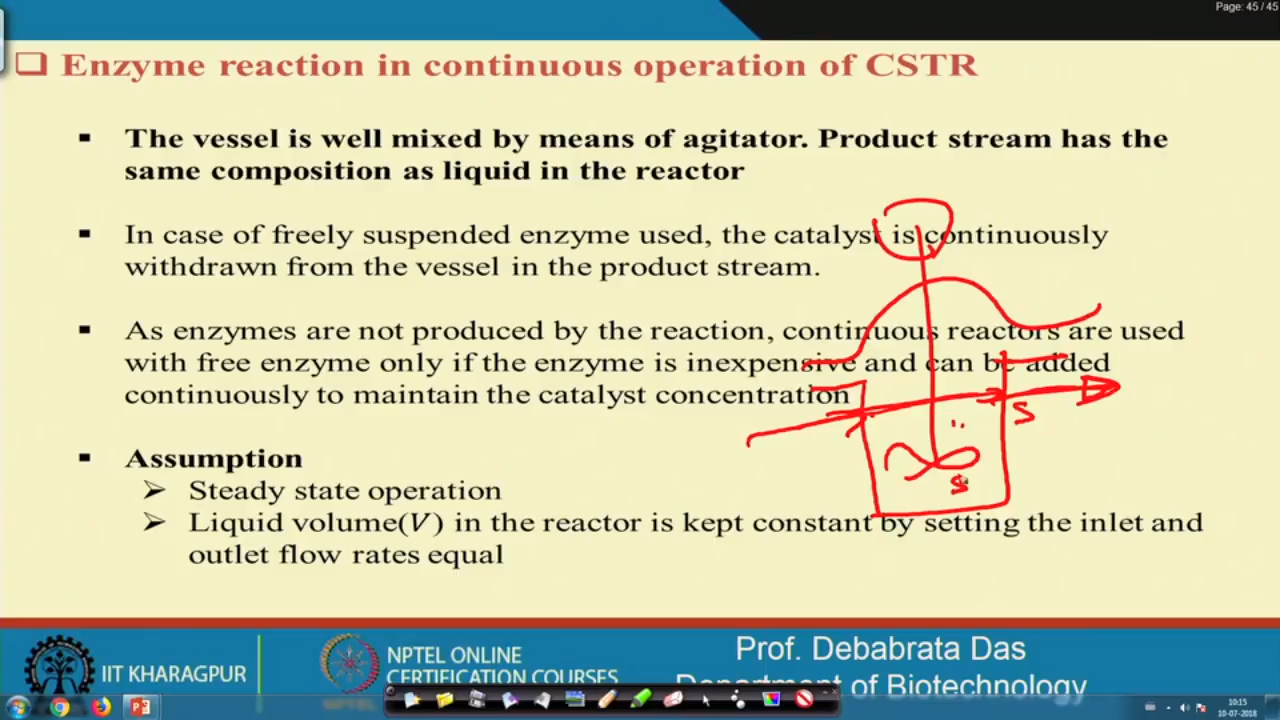 Page: 45 / 45
❑ Enzyme reaction in continuous operation of CSTR
▪ The vessel is well mixed by means of agitator. Product stream has the
same composition as liquid in the reactor
▪ In case of freely suspended enzyme used, the catalyst is continuously
withdrawn from the vessel in the product stream.
▪ As enzymes are not produced by the reaction, continuous reactors are used
with free enzyme only if the enzyme is inexpensive and can be added
continuously to maintain the catalyst concentration
S
S
▪ Assumption
➢ Steady state operation
➢ Liquid volume(V) in the reactor is kept constant by setting the inlet and
outlet flow rates equal
IIT KHARAGPUR
NPTEL ONLINE
CERTIFICATION COURSES
Prof. Debabrata Das
Department of Biotechnology
10:15
10-07-2018